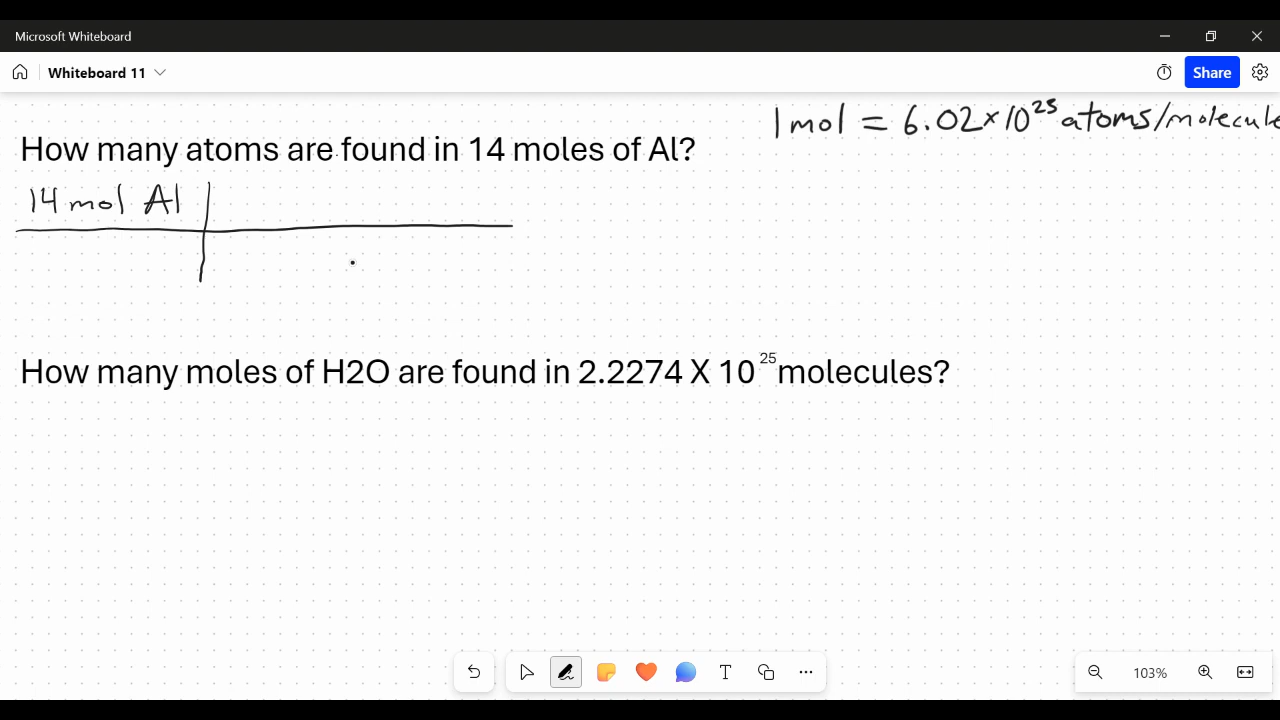 Microsoft Whiteboard
Whiteboard 11
Share
1 mol = 6.02×10²³ atoms/molecule
How many atoms are found in 14 moles of Al?
14 mol Al
How many moles of H2O are found in 2.2274 X 10²⁵ molecules?
T
103%